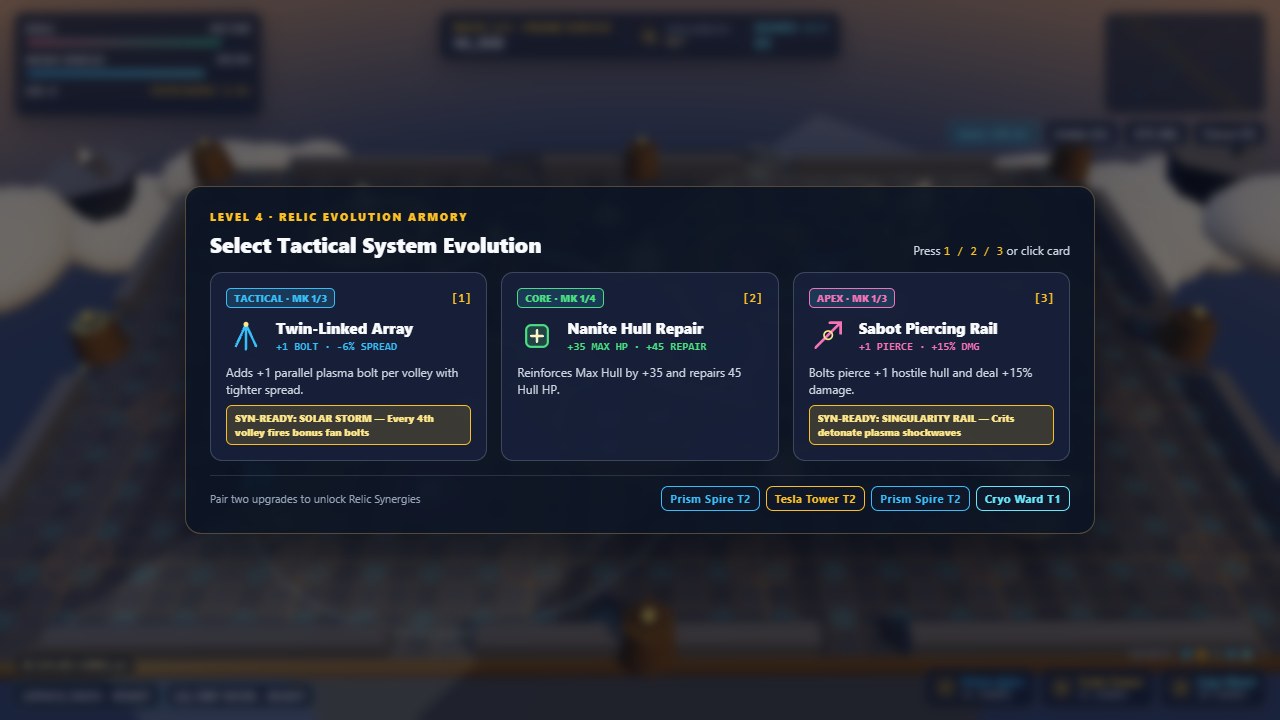 LEVEL 4 · RELIC EVOLUTION ARMORY
Select Tactical System Evolution
Press 1 / 2 / 3 or click card
TACTICAL · MK 1/3
[1]
Twin-Linked Array
+1 BOLT · -6% SPREAD
Adds +1 parallel plasma bolt per volley with
tighter spread.
SYN-READY: SOLAR STORM — Every 4th
volley fires bonus fan bolts
CORE · MK 1/4
[2]
Nanite Hull Repair
+35 MAX HP · +45 REPAIR
Reinforces Max Hull by +35 and repairs 45
Hull HP.
APEX · MK 1/3
[3]
Sabot Piercing Rail
+1 PIERCE · +15% DMG
Bolts pierce +1 hostile hull and deal +15%
damage.
SYN-READY: SINGULARITY RAIL — Crits
detonate plasma shockwaves
Pair two upgrades to unlock Relic Synergies
Prism Spire T2
Tesla Tower T2
Prism Spire T2
Cryo Ward T1